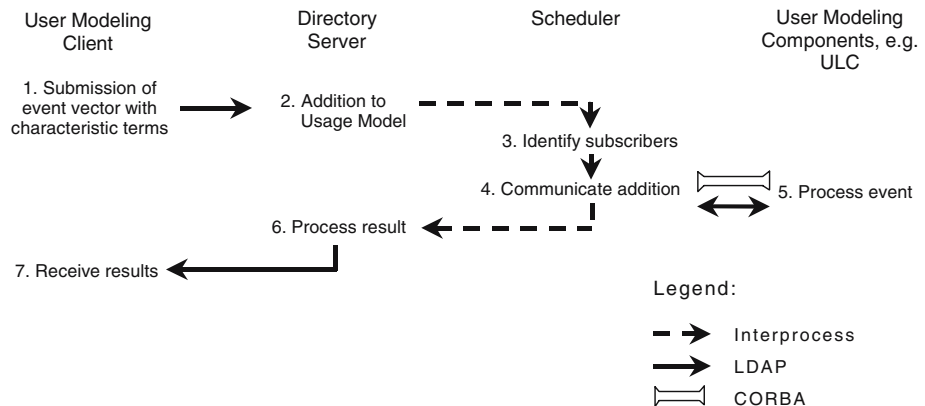 User Modeling
Client
Directory
Server
Scheduler
User Modeling
Components, e.g.
ULC
1. Submission of
event vector with
characteristic terms
2. Addition to
Usage Model
3. Identify subscribers
4. Communicate addition
5. Process event
6. Process result
7. Receive results
Legend:
Interprocess
LDAP
CORBA